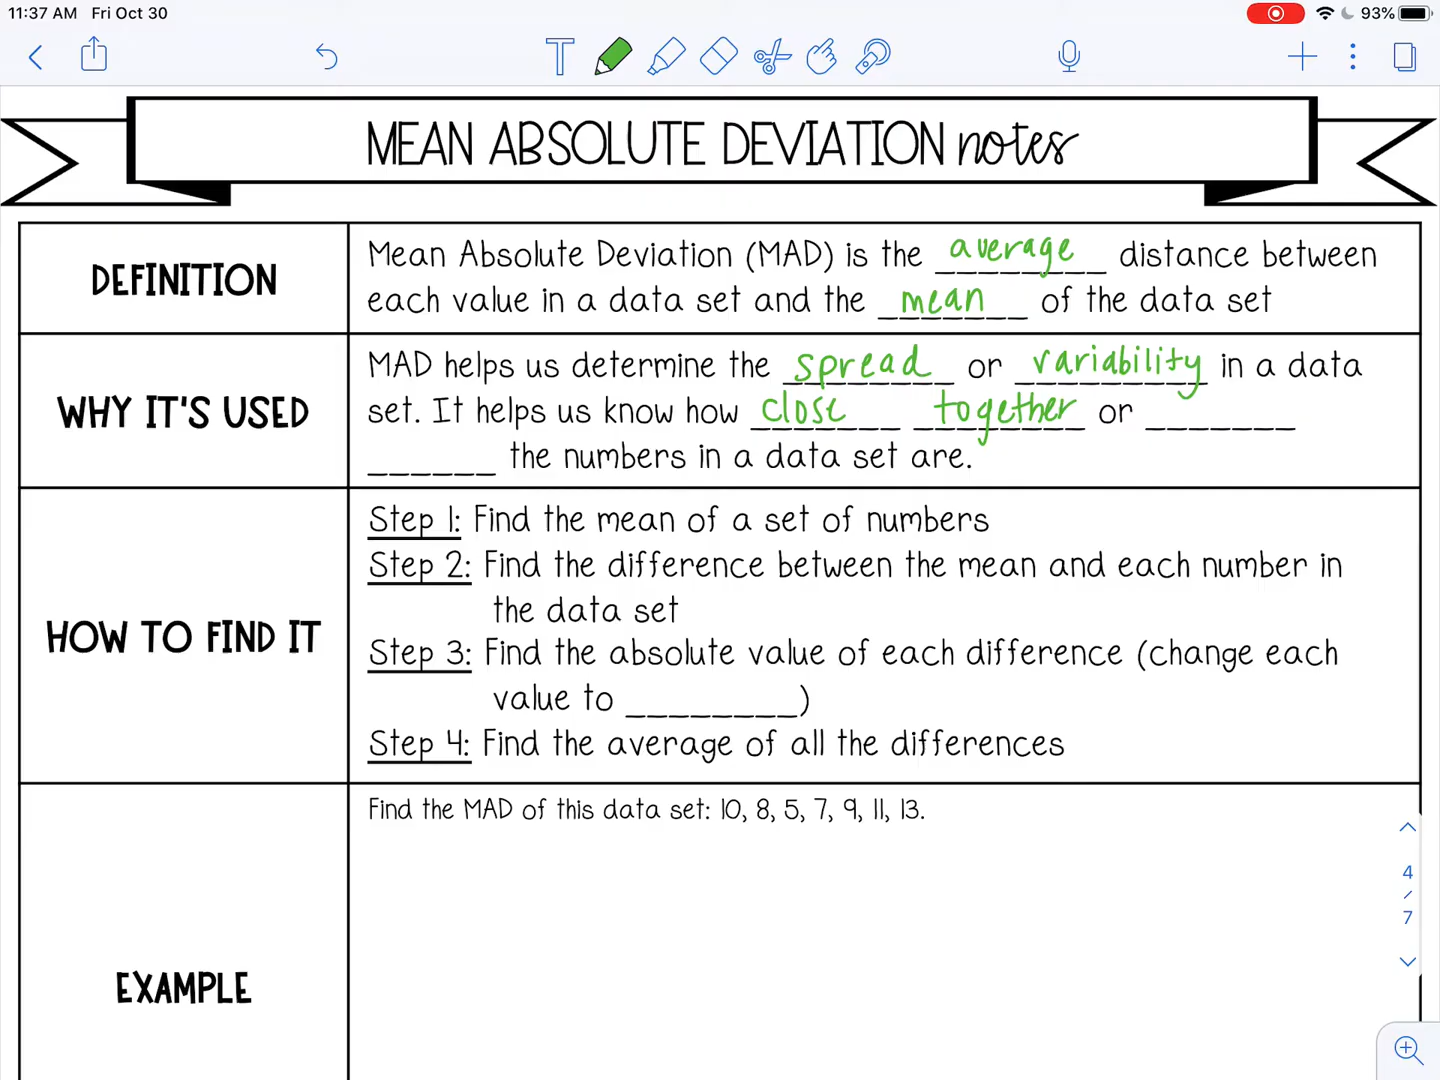 11:37 AM Fri Oct 30 93%
MEAN ABSOLUTE DEVIATION notes
DEFINITION
Mean Absolute Deviation (MAD) is the average distance between
each value in a data set and the mean of the data set
WHY IT'S USED
MAD helps us determine the spread or variability in a data
set. It helps us know how close together or _______
______ the numbers in a data set are.
HOW TO FIND IT
Step 1: Find the mean of a set of numbers
Step 2: Find the difference between the mean and each number in
the data set
Step 3: Find the absolute value of each difference (change each
value to ________)
Step 4: Find the average of all the differences
EXAMPLE
Find the MAD of this data set: 10, 8, 5, 7, 9, 11, 13.
4
/
7